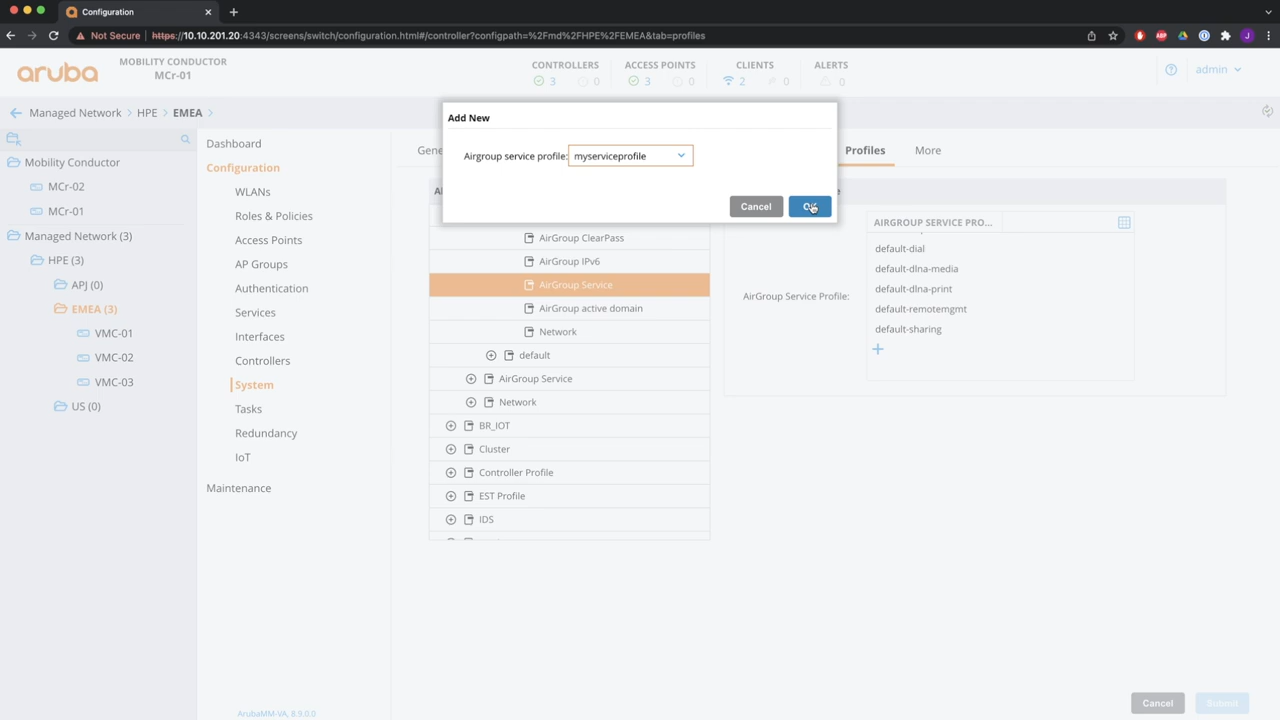 Configuration
Not Secure
https://10.10.201.20:4343/screens/switch/configuration.html#/controller?configpath=%2Fmd%2FHPE%2FEMEA&tab=profiles
ABP
J
aruba
MOBILITY CONDUCTOR
MCr-01
CONTROLLERS
3
0
ACCESS POINTS
3
0
CLIENTS
2
0
ALERTS
0
admin
Managed Network > HPE > EMEA >
Mobility Conductor
MCr-02
MCr-01
Managed Network (3)
HPE (3)
APJ (0)
EMEA (3)
VMC-01
VMC-02
VMC-03
US (0)
Dashboard
Configuration
WLANs
Roles & Policies
Access Points
AP Groups
Authentication
Services
Interfaces
Controllers
System
Tasks
Redundancy
IoT
Maintenance
ArubaMM-VA, 8.9.0.0
Profiles
More
Add New
Airgroup service profile:
myserviceprofile
Cancel
OK
AirGroup ClearPass
AirGroup IPv6
AirGroup Service
AirGroup active domain
Network
default
AirGroup Service
Network
BR_IOT
Cluster
Controller Profile
EST Profile
IDS
AirGroup Service Profile:
AIRGROUP SERVICE PRO...
default-dial
default-dlna-media
default-dlna-print
default-remotemgmt
default-sharing
Cancel
Submit